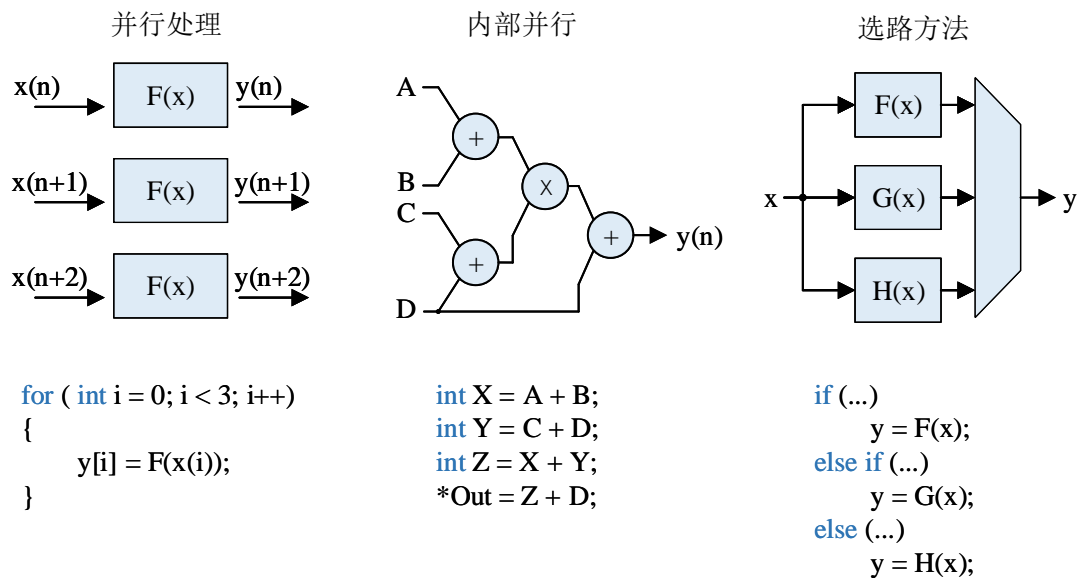 并行处理
x(n)
F(x)
y(n)
x(n+1)
F(x)
y(n+1)
x(n+2)
F(x)
y(n+2)
for ( int i = 0; i < 3; i++)
{
y[i] = F(x(i));
}
内部并行
A
+
B
X
C
+
+
y(n)
D
int X = A + B;
int Y = C + D;
int Z = X + Y;
*Out = Z + D;
选路方法
F(x)
x
G(x)
y
H(x)
if (...)
y = F(x);
else if (...)
y = G(x);
else (...)
y = H(x);